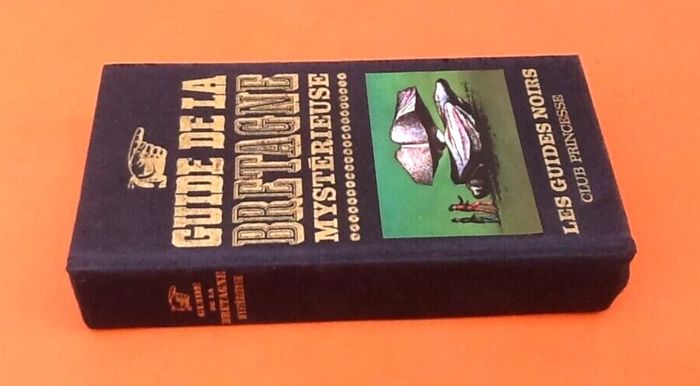 GUIDE DE LA
BRETAGNE
MYSTÉRIEUSE
LES GUIDES NOIRS
CLUB PRINCESSE
GUIDE
DE LA
BRETAGNE
MYSTÉRIEUSE